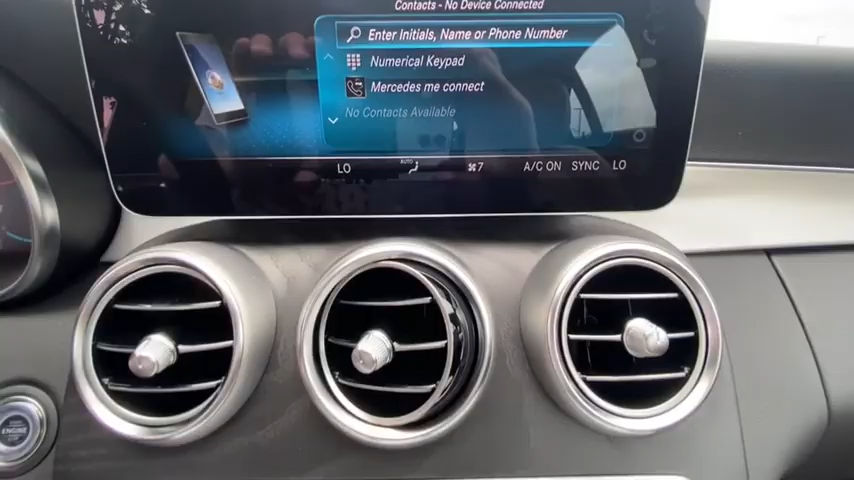 Contacts - No Device Connected
Enter Initials, Name or Phone Number
Numerical Keypad
Mercedes me connect
No Contacts Available
LO AUTO 7 A/C ON SYNC LO
ENGINE